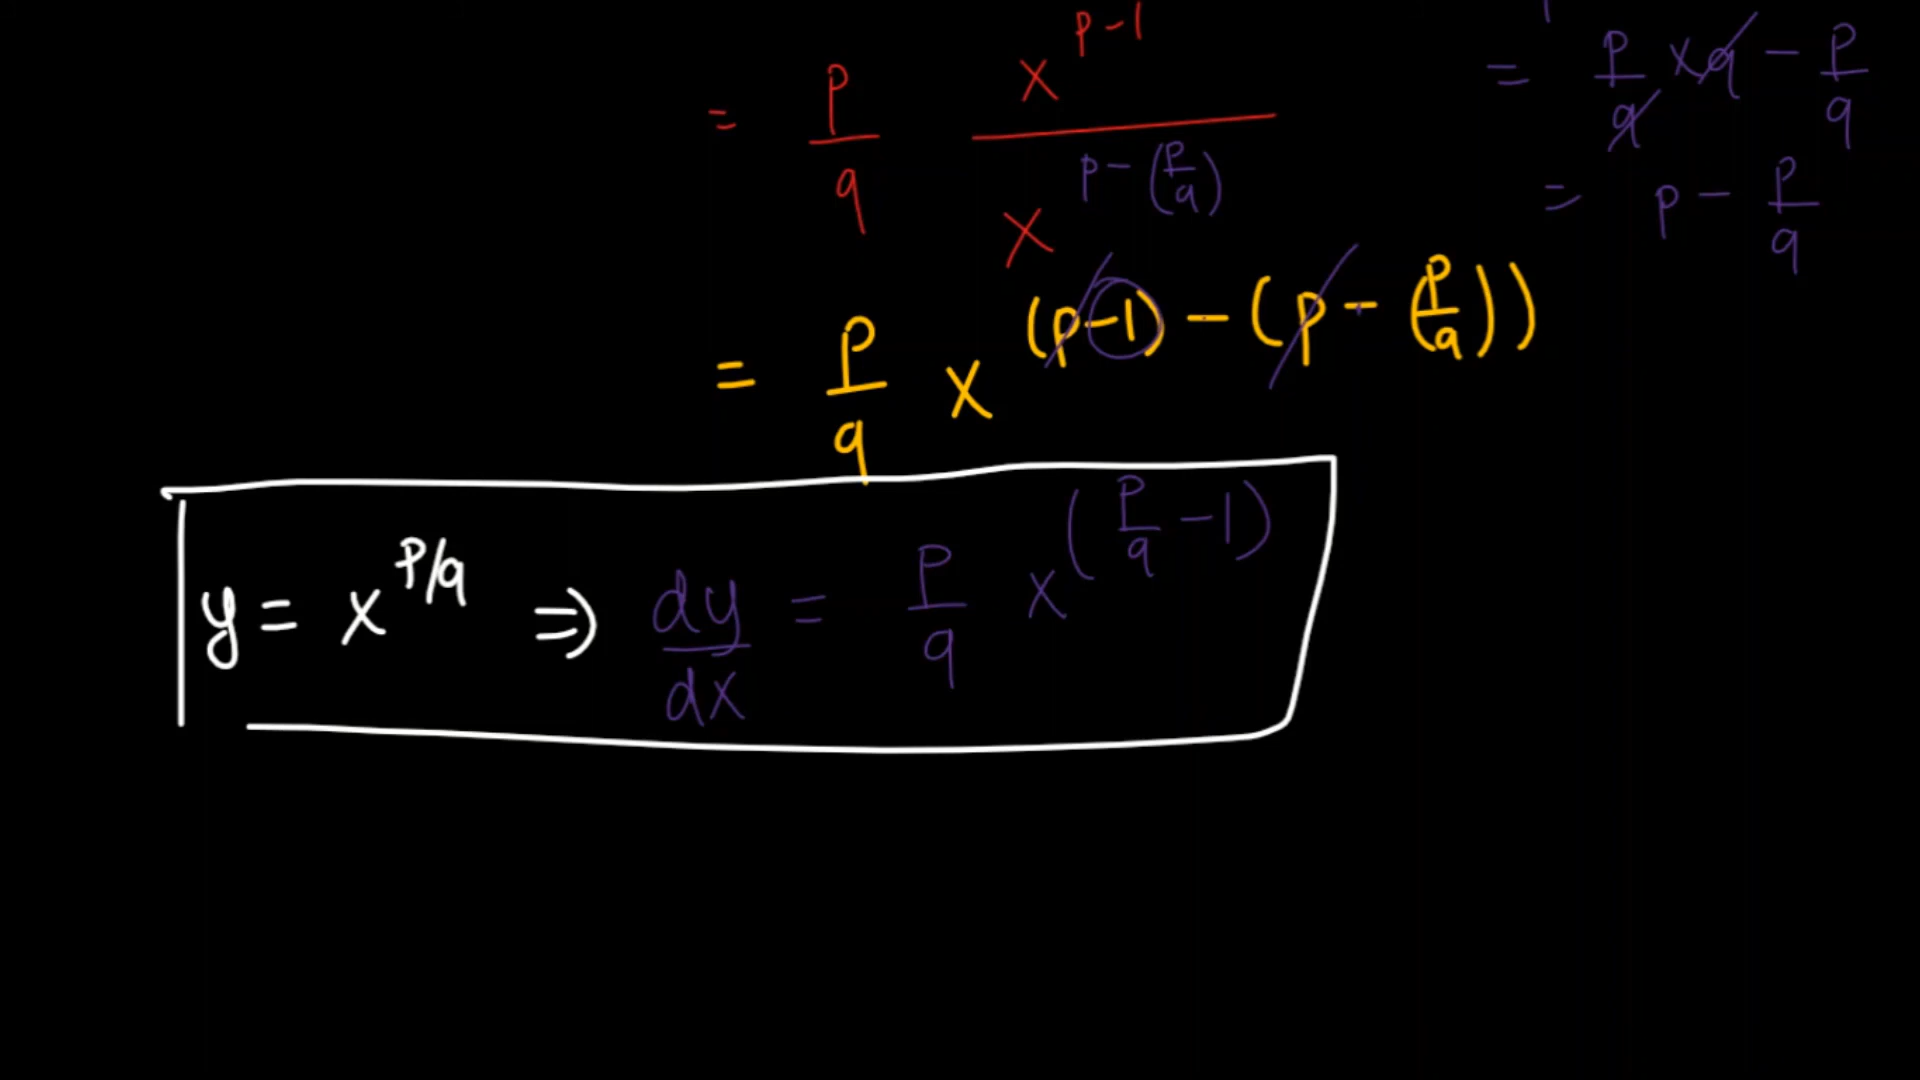 = p/q x^(p-1) / x^(p-(p/q))
= p/q x q - p/q
= p - p/q
= p/q x^((p-1)-(p-(p/q)))
y = x^(p/q) ⇒ dy/dx = p/q x^(p/q -1)